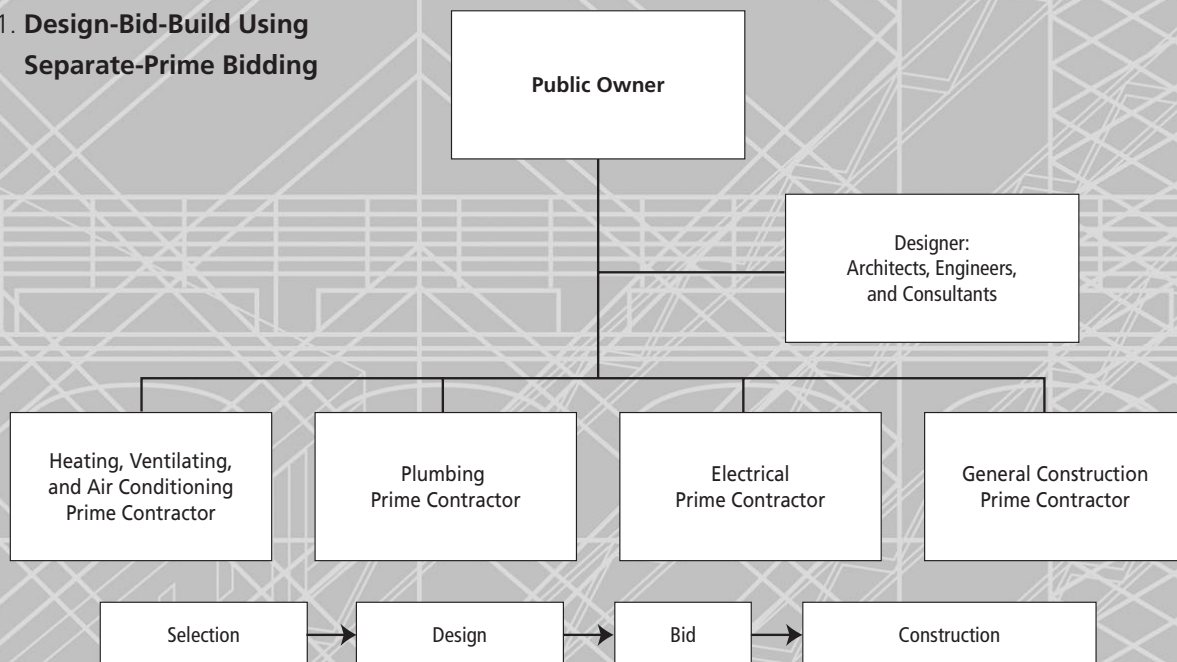 1. Design-Bid-Build Using
Separate-Prime Bidding
Public Owner
Designer:
Architects, Engineers,
and Consultants
Heating, Ventilating,
and Air Conditioning
Prime Contractor
Plumbing
Prime Contractor
Electrical
Prime Contractor
General Construction
Prime Contractor
Selection
Design
Bid
Construction